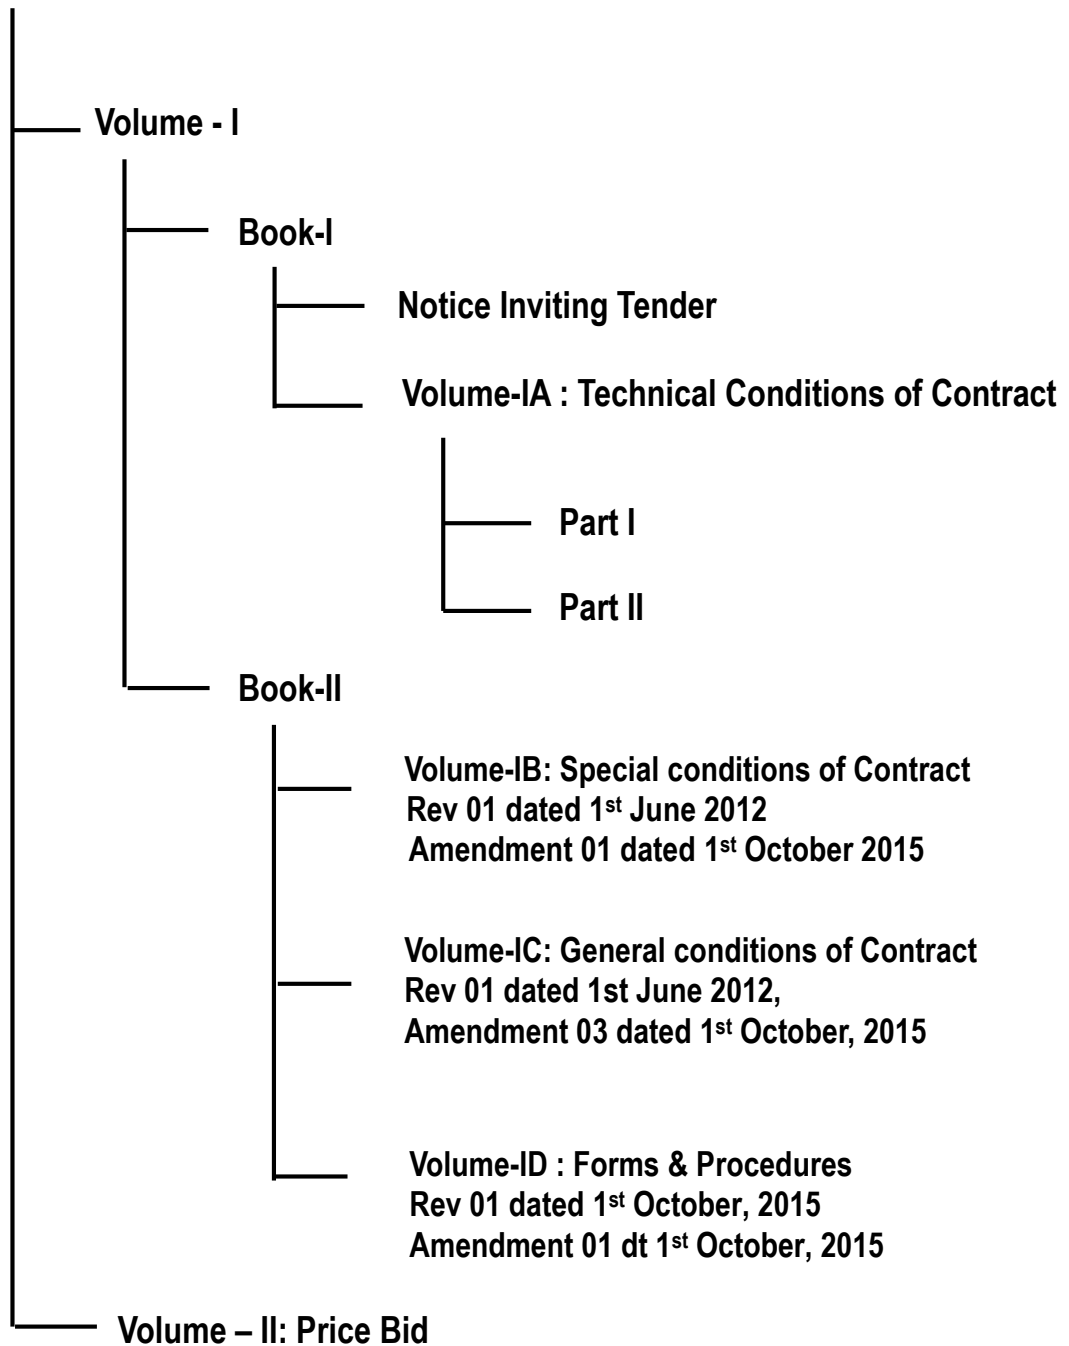 Volume - I
Book-I
Notice Inviting Tender
Volume-IA : Technical Conditions of Contract
Part I
Part II
Book-II
Volume-IB: Special conditions of Contract
Rev 01 dated 1st June 2012
Amendment 01 dated 1st October 2015
Volume-IC: General conditions of Contract
Rev 01 dated 1st June 2012,
Amendment 03 dated 1st October, 2015
Volume-ID : Forms & Procedures
Rev 01 dated 1st October, 2015
Amendment 01 dt 1st October, 2015
Volume – II: Price Bid